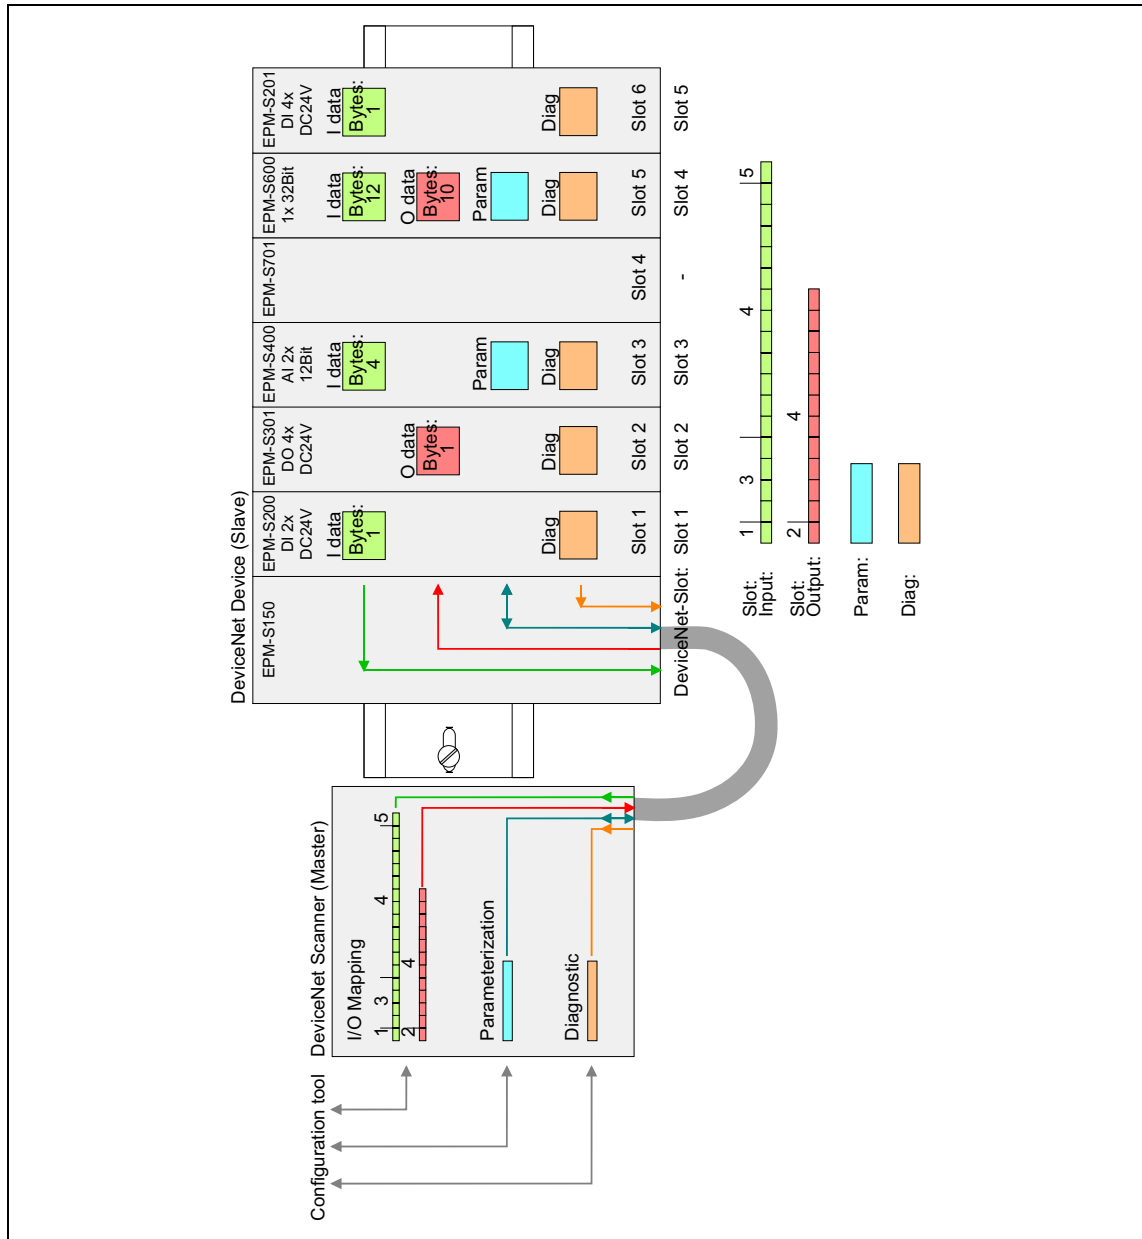 Configuration tool
DeviceNet Scanner (Master)
I/O Mapping
1 3 4 5
2 4
Parameterization
Diagnostic
DeviceNet Device (Slave)
EPM-S150
EPM-S200
DI 2x
DC24V
I data
Bytes:
1
Diag
Slot 1
EPM-S301
DO 4x
DC24V
O data
Bytes:
1
Diag
Slot 2
EPM-S400
AI 2x
12Bit
I data
Bytes:
4
Param
Diag
Slot 3
EPM-S701
Slot 4
EPM-S600
1x 32Bit
I data
Bytes:
12
O data
Bytes:
10
Param
Diag
Slot 5
EPM-S201
DI 4x
DC24V
I data
Bytes:
1
Diag
Slot 6
DeviceNet-Slot: Slot 1 Slot 2 Slot 3 - Slot 4 Slot 5
Slot: 1 3 4 5
Input:
Slot: 2 4
Output:
Param:
Diag: